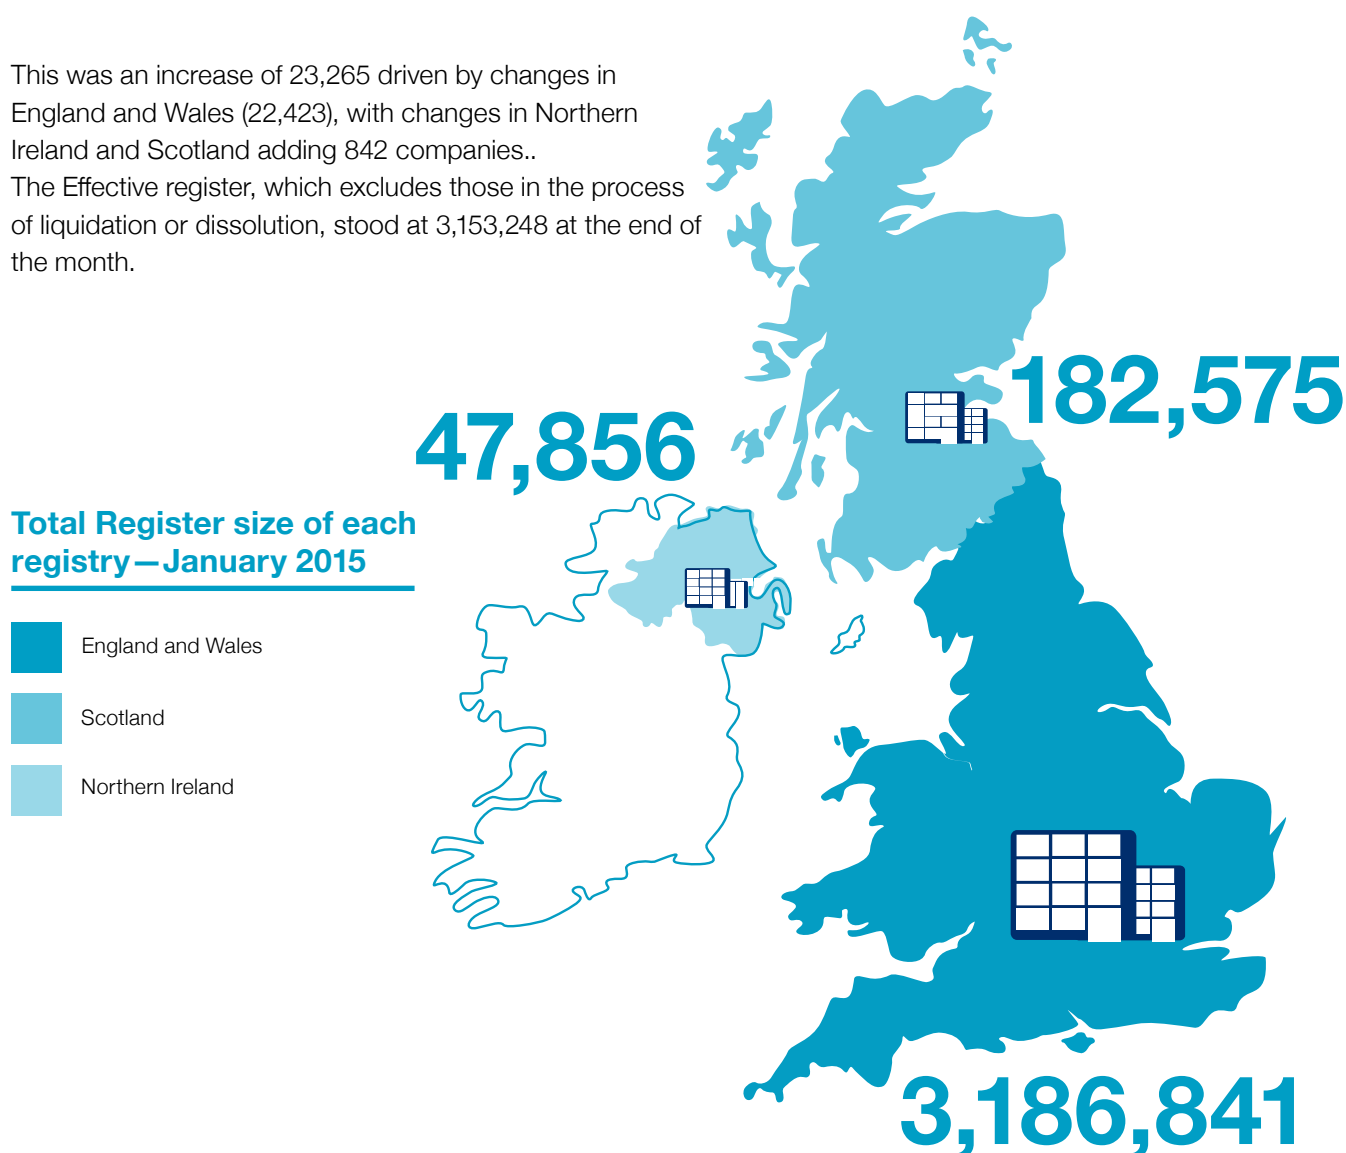 This was an increase of 23,265 driven by changes in
England and Wales (22,423), with changes in Northern
Ireland and Scotland adding 842 companies..
The Effective register, which excludes those in the process
of liquidation or dissolution, stood at 3,153,248 at the end of
the month.
182,575
47,856
Total Register size of each
registry—January 2015
England and Wales
Scotland
Northern Ireland
3,186,841